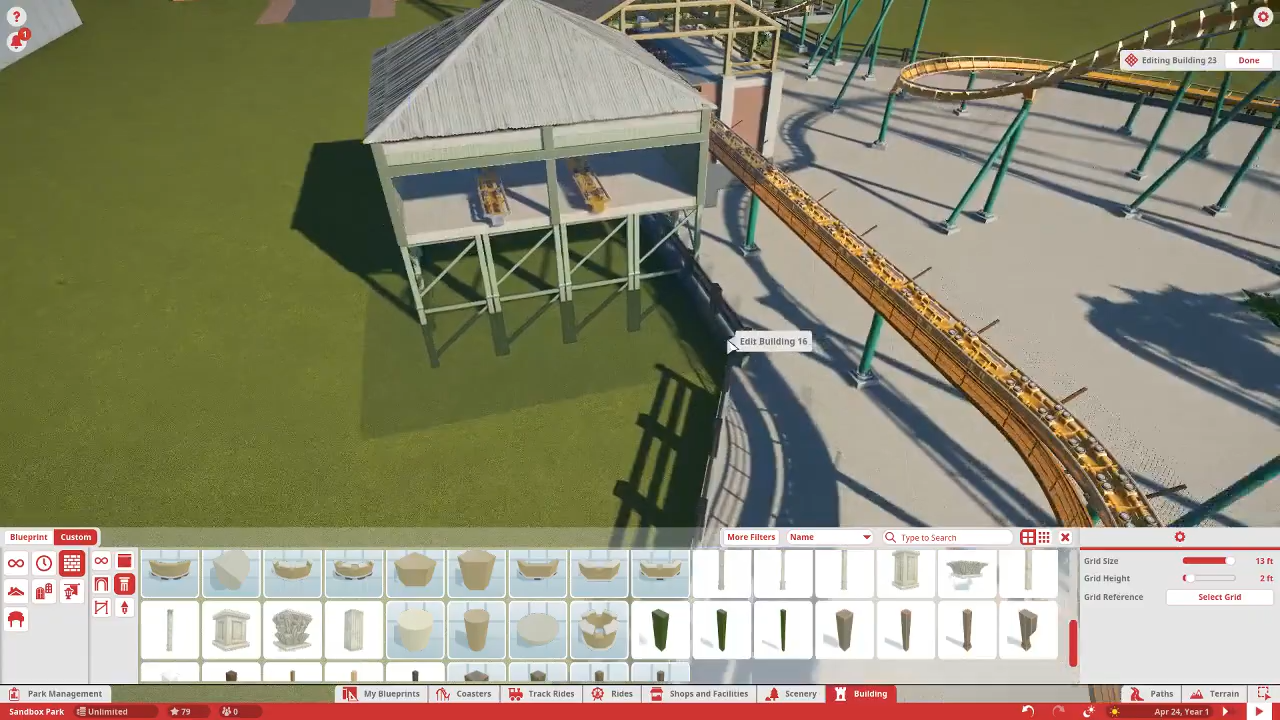 ?
1
Editing Building 23 Done
Edit Building 16
Blueprint Custom
More Filters Name Type to Search
Grid Size 13 ft
Grid Height 2 ft
Grid Reference Select Grid
Park Management My Blueprints Coasters Track Rides Rides Shops and Facilities Scenery Building Paths Terrain
Sandbox Park Unlimited 79 0 Apr 24, Year 1